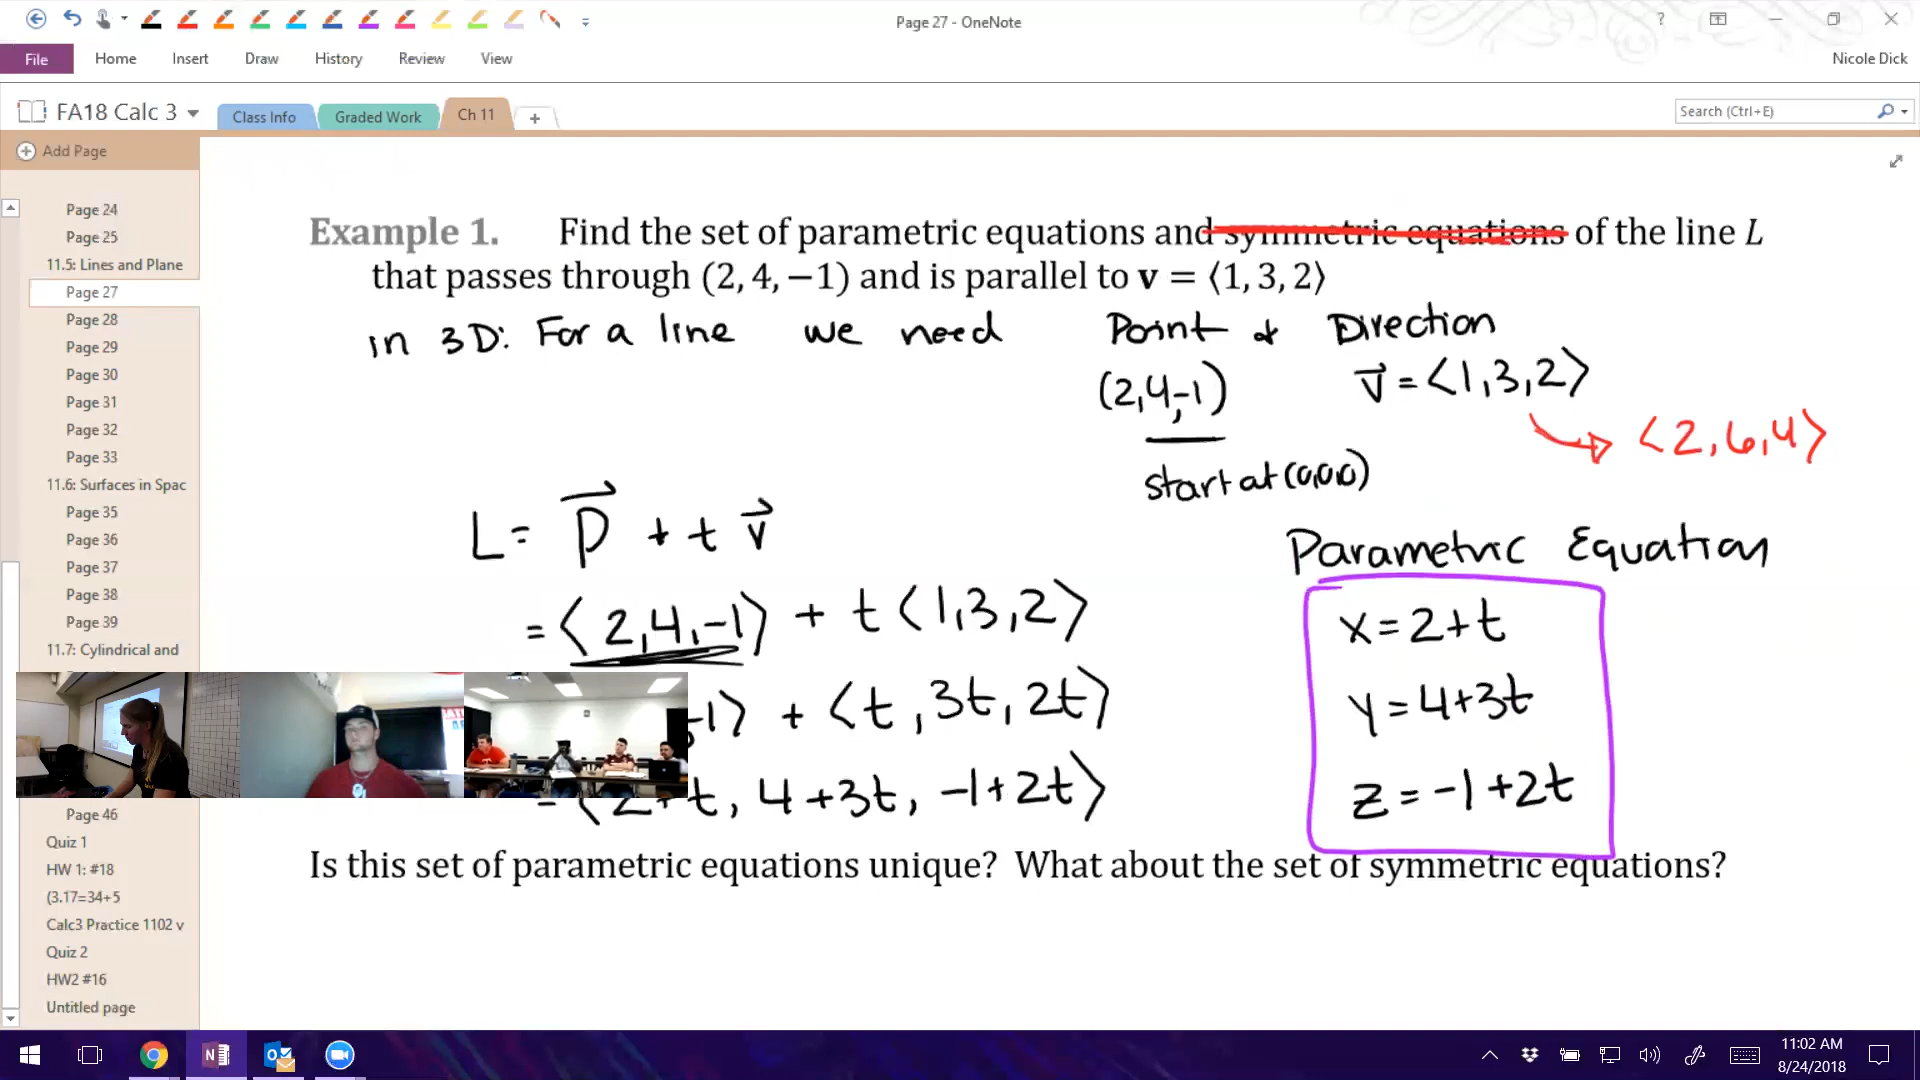 Page 27 - OneNote
?
File
Home
Insert
Draw
History
Review
View
Nicole Dick
FA18 Calc 3
Class Info
Graded Work
Ch 11
+
Search (Ctrl+E)
Add Page
Page 24
Page 25
11.5: Lines and Plane
Page 27
Page 28
Page 29
Page 30
Page 31
Page 32
Page 33
11.6: Surfaces in Spac
Page 35
Page 36
Page 37
Page 38
Page 39
11.7: Cylindrical and
Page 46
Quiz 1
HW 1: #18
(3.17=34+5
Calc3 Practice 1102 v
Quiz 2
HW2 #16
Untitled page
Example 1. Find the set of parametric equations and symmetric equations of the line L
that passes through (2, 4, −1) and is parallel to v = ⟨1, 3, 2⟩
in 3D: For a line we need Point & Direction
(2,4,-1) v⃗ = ⟨1,3,2⟩
⟨2,6,4⟩
start at (0,0,0)
L = P⃗ + t v⃗
= ⟨2,4,-1⟩ + t⟨1,3,2⟩
-1⟩ + ⟨t, 3t, 2t⟩
= ⟨2+t, 4+3t, -1+2t⟩
Parametric Equation
x = 2+t
y = 4+3t
z = -1+2t
Is this set of parametric equations unique? What about the set of symmetric equations?
11:02 AM
8/24/2018